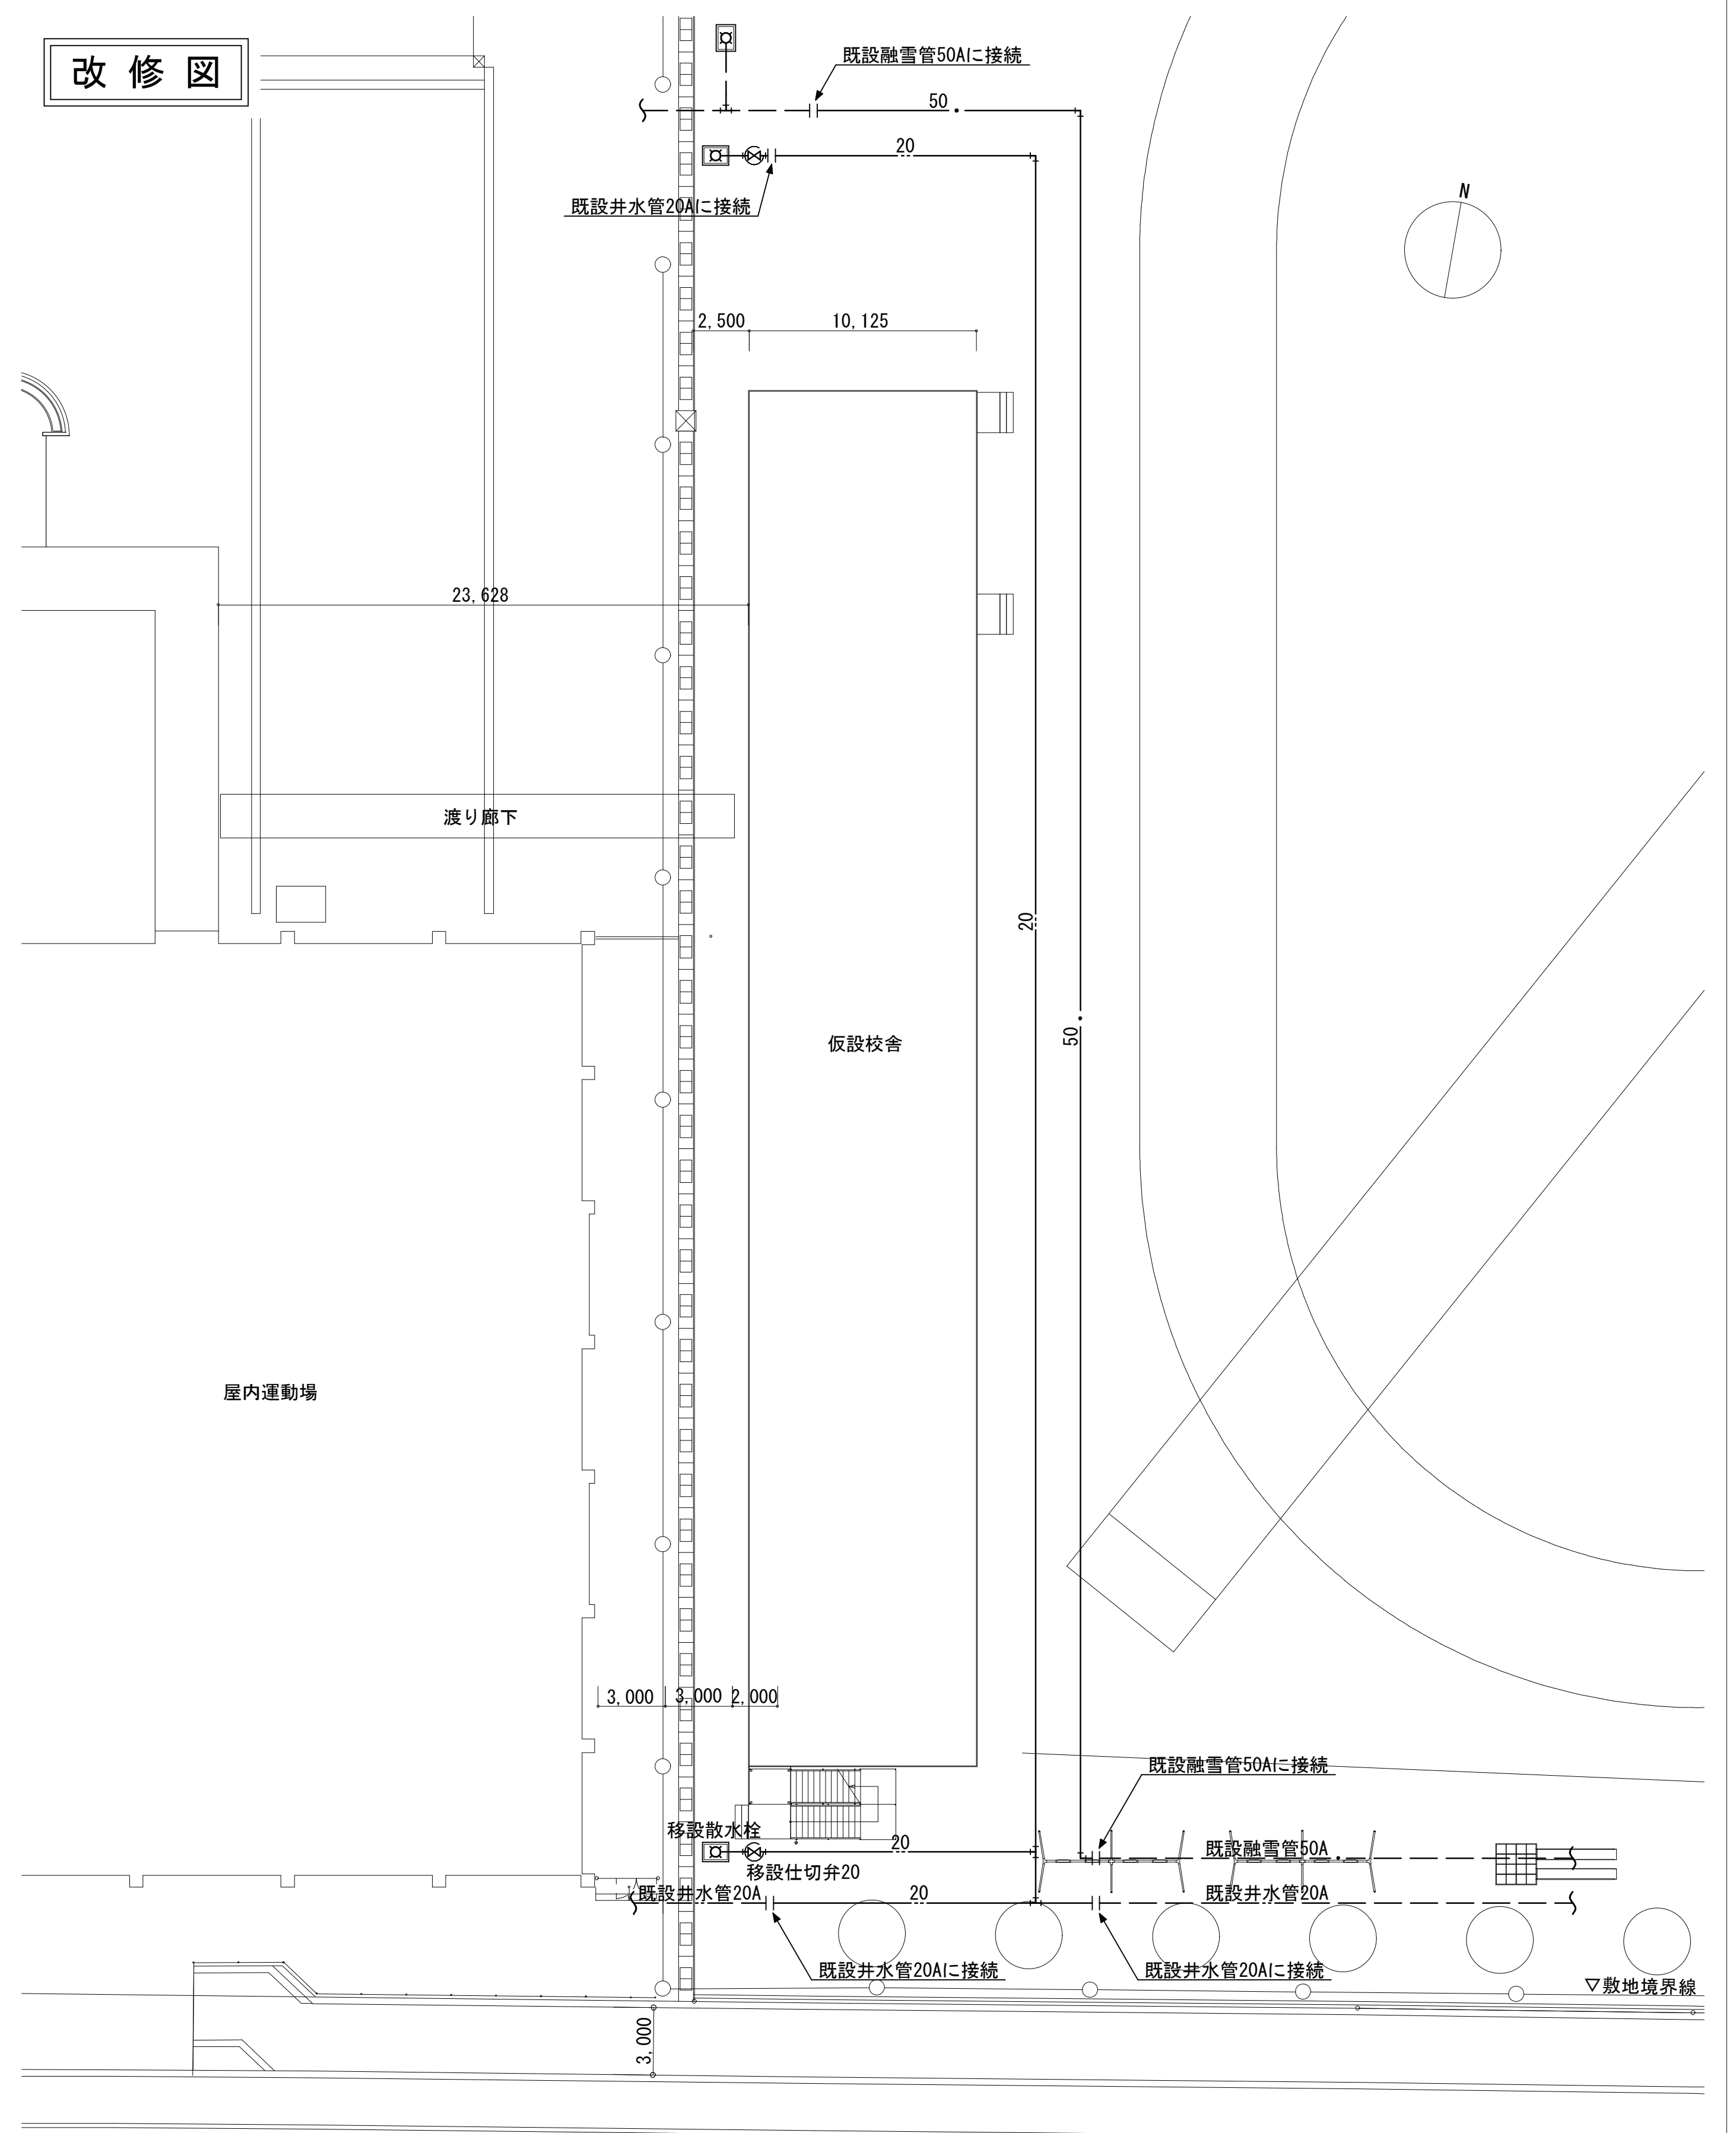 改修図
既設融雪管50Aに接続
50
20
既設井水管20Aに接続
N
2,500
10,125
23,628
渡り廊下
20
仮設校舎
50
屋内運動場
3,000
3,000
2,000
既設融雪管50Aに接続
移設散水栓
20
既設融雪管50A
移設仕切弁20
既設井水管20A
20
既設井水管20A
既設井水管20Aに接続
既設井水管20Aに接続
▽敷地境界線
3,000